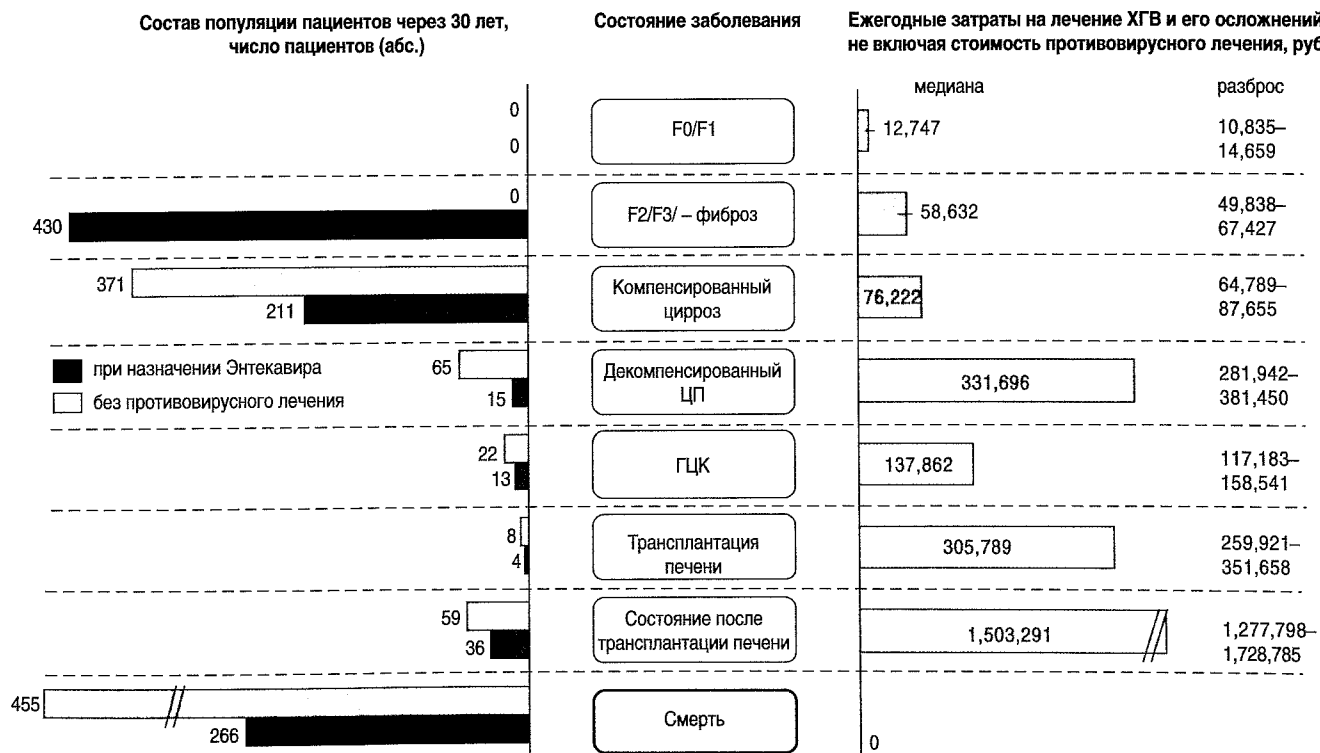 Состав популяции пациентов через 30 лет,
число пациентов (абс.)
Состояние заболевания
Ежегодные затраты на лечение ХГВ и его осложнений
не включая стоимость противовирусного лечения, руб
медиана
разброс
0
0
F0/F1
12,747
10,835–
14,659
0
430
F2/F3/ – фиброз
58,632
49,838–
67,427
371
211
Компенсированный
цирроз
76,222
64,789–
87,655
при назначении Энтекавира
без противовирусного лечения
65
15
Декомпенсированный
ЦП
331,696
281,942–
381,450
22
13
ГЦК
137,862
117,183–
158,541
8
4
Трансплантация
печени
305,789
259,921–
351,658
59
36
Состояние после
трансплантации печени
1,503,291
1,277,798–
1,728,785
455
266
Смерть
0